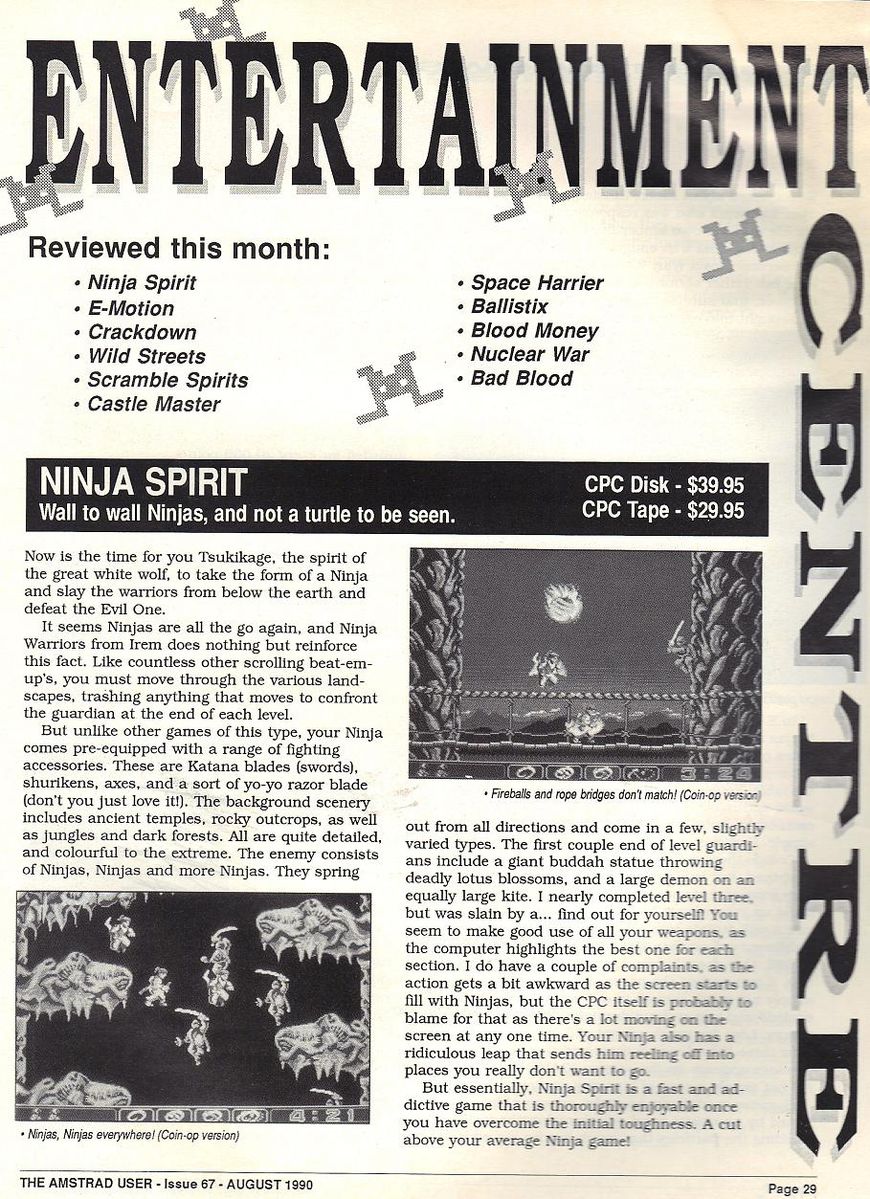 ENTERTAINMENT
CENTRE
Reviewed this month:
• Ninja Spirit
• E-Motion
• Crackdown
• Wild Streets
• Scramble Spirits
• Castle Master
• Space Harrier
• Ballistix
• Blood Money
• Nuclear War
• Bad Blood
NINJA SPIRIT
Wall to wall Ninjas, and not a turtle to be seen.
CPC Disk - $39.95
CPC Tape - $29.95
Now is the time for you Tsukikage, the spirit of
the great white wolf, to take the form of a Ninja
and slay the warriors from below the earth and
defeat the Evil One.
It seems Ninjas are all the go again, and Ninja
Warriors from Irem does nothing but reinforce
this fact. Like countless other scrolling beat-em-
up's, you must move through the various land-
scapes, trashing anything that moves to confront
the guardian at the end of each level.
But unlike other games of this type, your Ninja
comes pre-equipped with a range of fighting
accessories. These are Katana blades (swords),
shurikens, axes, and a sort of yo-yo razor blade
(don't you just love it!). The background scenery
includes ancient temples, rocky outcrops, as well
as jungles and dark forests. All are quite detailed,
and colourful to the extreme. The enemy consists
of Ninjas, Ninjas and more Ninjas. They spring
4:21
• Ninjas, Ninjas everywhere! (Coin-op version)
3:24
• Fireballs and rope bridges don't match! (Coin-op version)
out from all directions and come in a few, slightly
varied types. The first couple end of level guardi-
ans include a giant buddah statue throwing
deadly lotus blossoms, and a large demon on an
equally large kite. I nearly completed level three,
but was slain by a... find out for yourself! You
seem to make good use of all your weapons, as
the computer highlights the best one for each
section. I do have a couple of complaints, as the
action gets a bit awkward as the screen starts to
fill with Ninjas, but the CPC itself is probably to
blame for that as there's a lot moving on the
screen at any one time. Your Ninja also has a
ridiculous leap that sends him reeling off into
places you really don't want to go.
But essentially, Ninja Spirit is a fast and ad-
dictive game that is thoroughly enjoyable once
you have overcome the initial toughness. A cut
above your average Ninja game!
THE AMSTRAD USER - Issue 67 - AUGUST 1990
Page 29